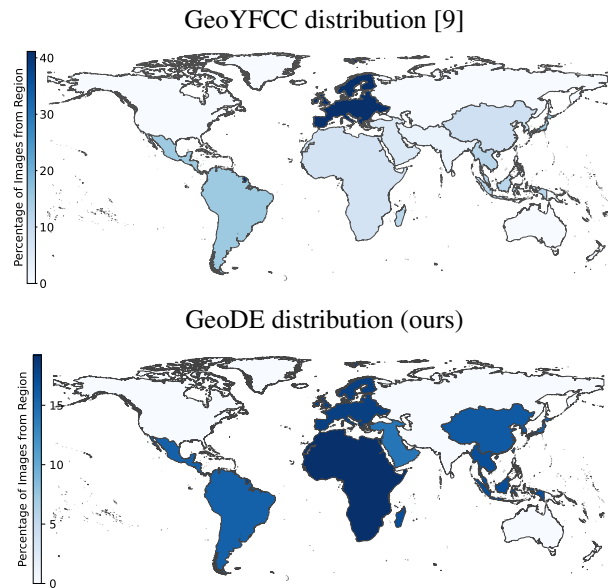 GeoYFCC distribution [9]
Percentage of Images from Region
40
30
20
10
0
GeoDE distribution (ours)
Percentage of Images from Region
15
10
5
0